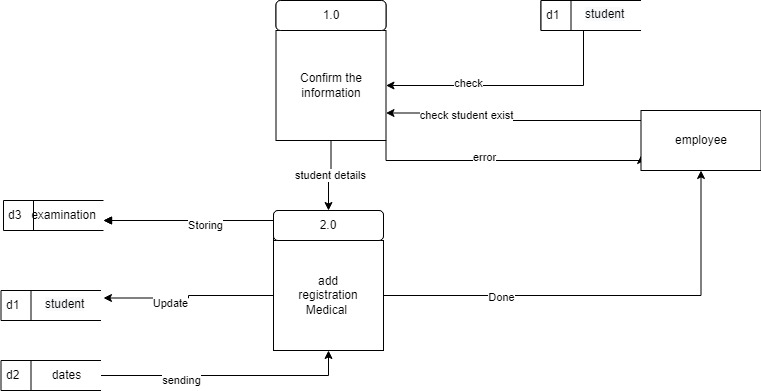 1.0
d1 student
Confirm the
information
check
check student exist
employee
error
student details
d3 examination
Storing
2.0
add
registration
Medical
d1 student
Update
Done
d2 dates
sending